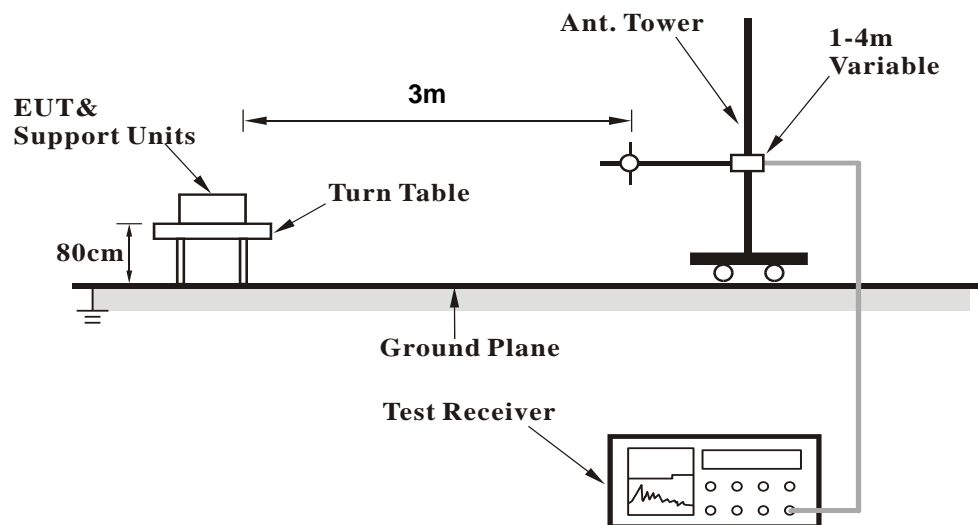 Ant. Tower
1-4m
Variable
3m
EUT&
Support Units
Turn Table
80cm
Ground Plane
Test Receiver